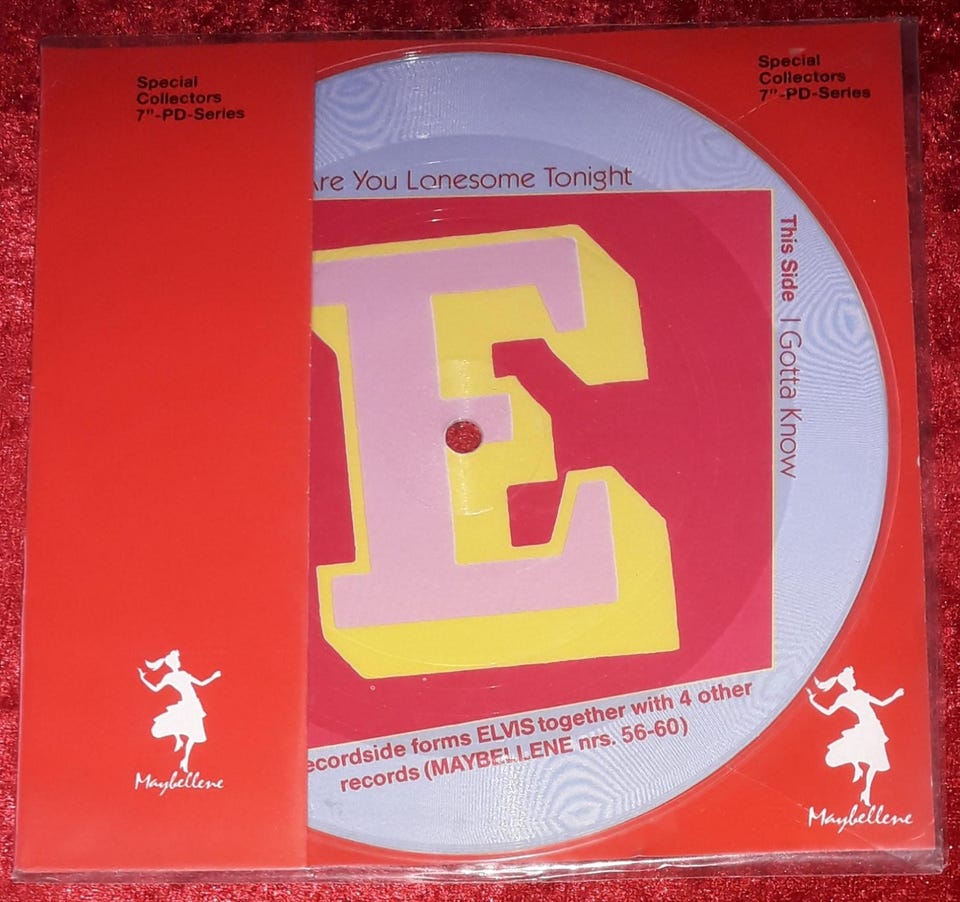 Special
Collectors
7"-PD-Series
Special
Collectors
7"-PD-Series
Are You Lonesome Tonight
This Side I Gotta Know
E
ecordside forms ELVIS together with 4 other
records (MAYBELLENE nrs. 56-60)
Maybellene
Maybellene